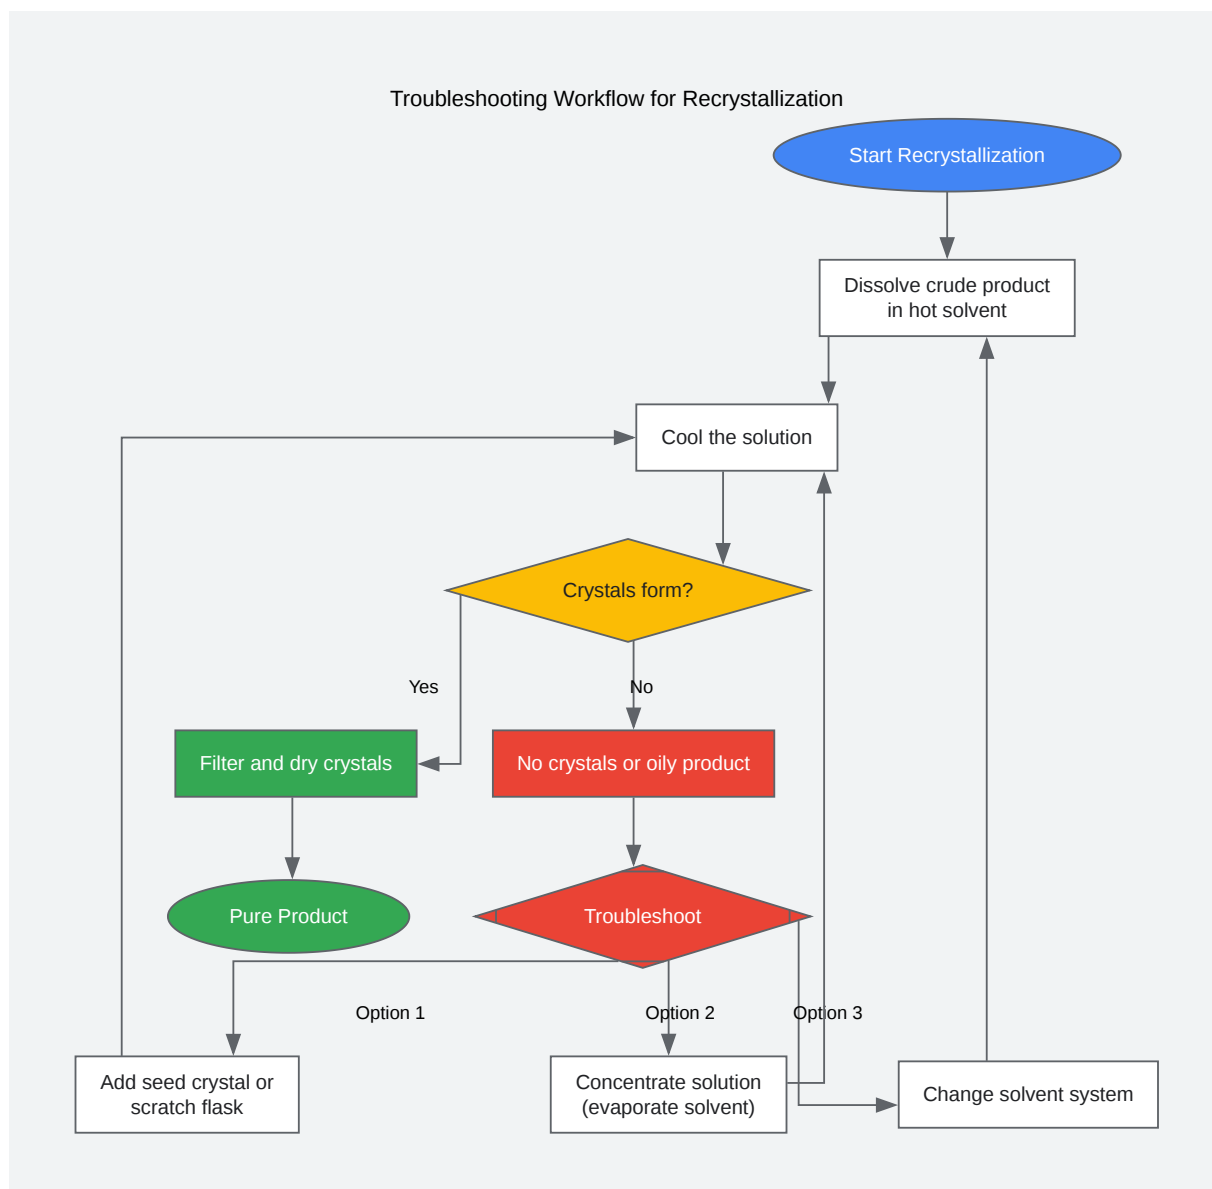 Troubleshooting Workflow for Recrystallization
Start Recrystallization
Dissolve crude product
in hot solvent
Cool the solution
Crystals form?
Yes
No
Filter and dry crystals
No crystals or oily product
Pure Product
Troubleshoot
Option 1
Option 2
Option 3
Add seed crystal or
scratch flask
Concentrate solution
(evaporate solvent)
Change solvent system